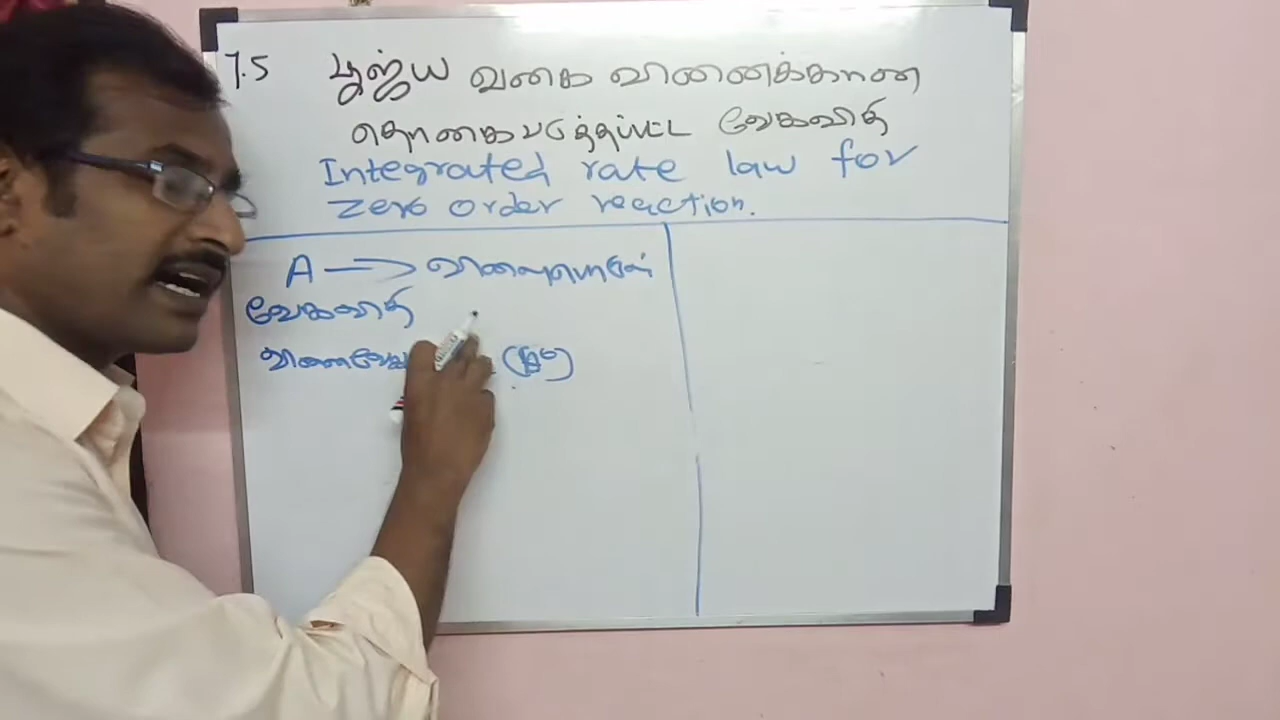 7.5 பூஜ்ய வகை வினைக்கான
தொகைபடுத்தப்பட்ட வேகவிதி
Integrated rate law for
zero order reaction.
A → விளைபொருள்
வேகவிதி